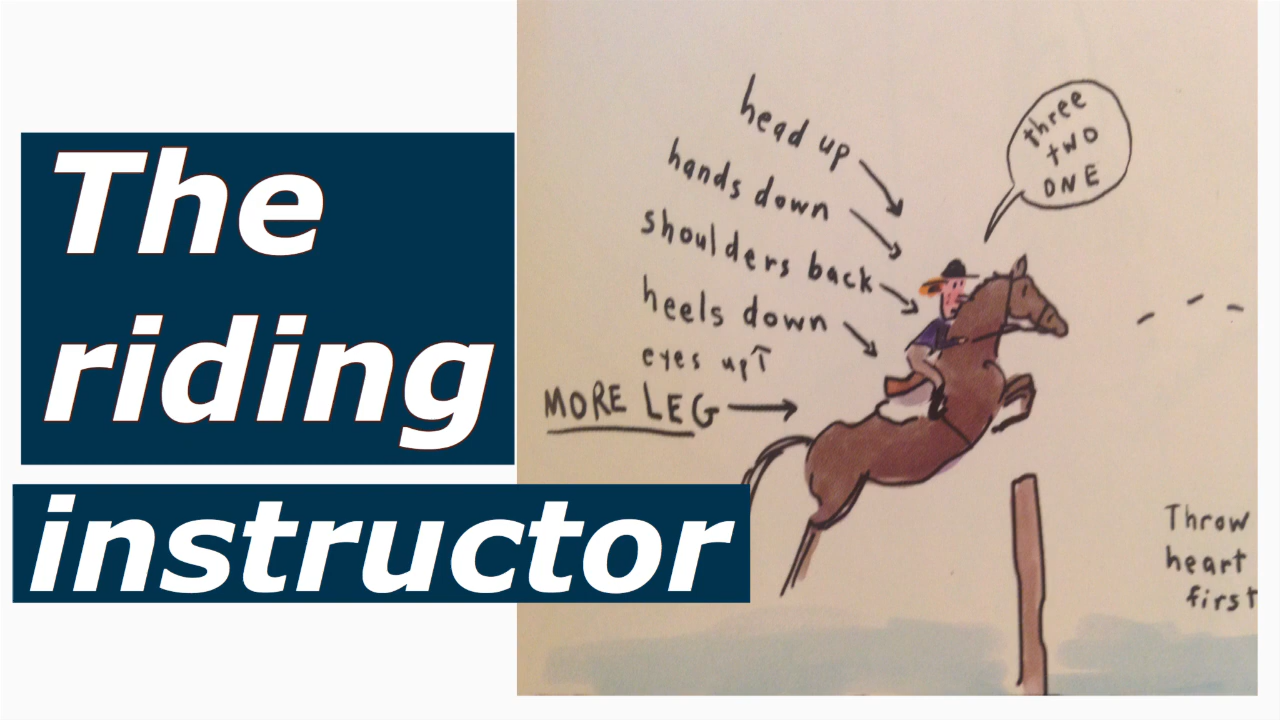 The
riding
instructor
head up
hands down
shoulders back
heels down
eyes up↑
MORE LEG
three
two
ONE
Throw
heart
first